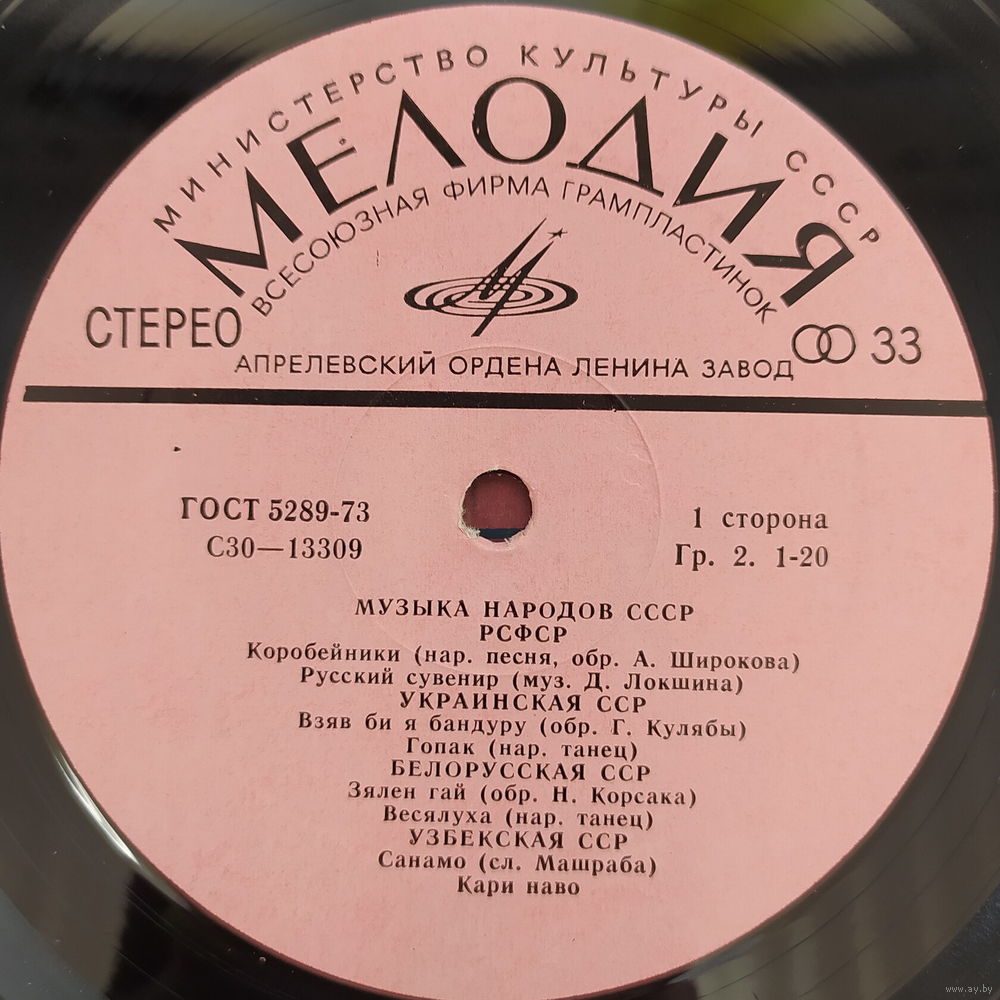 МИНИСТЕРСТВО КУЛЬТУРЫ СССР
МЕЛОДИЯ
ВСЕСОЮЗНАЯ ФИРМА ГРАМПЛАСТИНОК
СТЕРЕО
33
АПРЕЛЕВСКИЙ ОРДЕНА ЛЕНИНА ЗАВОД
ГОСТ 5289-73
С30—13309
1 сторона
Гр. 2. 1-20
МУЗЫКА НАРОДОВ СССР
РСФСР
Коробейники (нар. песня, обр. А. Широкова)
Русский сувенир (муз. Д. Локшина)
УКРАИНСКАЯ ССР
Взяв би я бандуру (обр. Г. Кулябы)
Гопак (нар. танец)
БЕЛОРУССКАЯ ССР
Зялен гай (обр. Н. Корсака)
Весялуха (нар. танец)
УЗБЕКСКАЯ ССР
Санамо (сл. Машраба)
Кари наво
www.ay.by